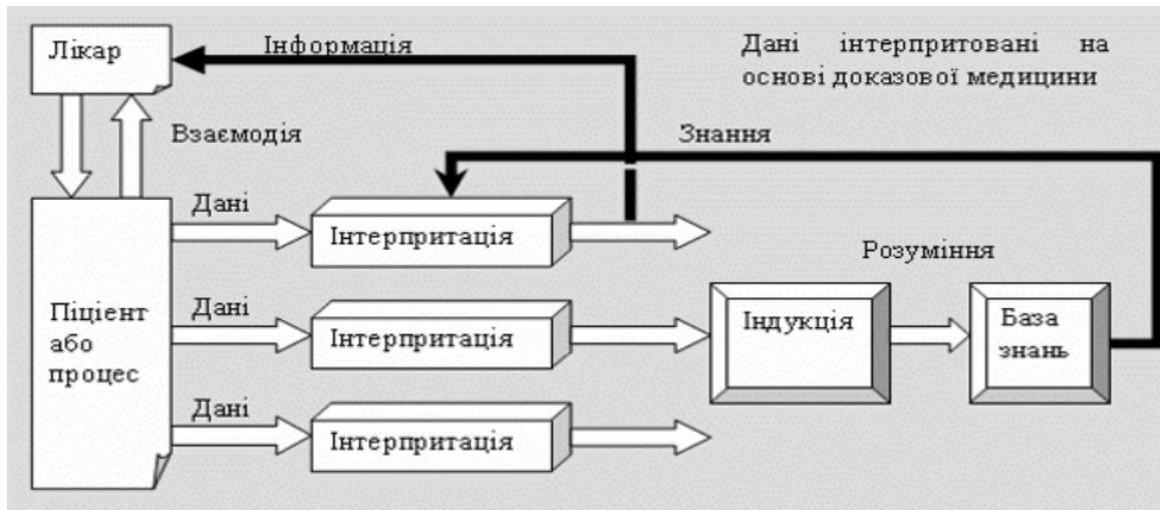 Лікар
Інформація
Дані інтерпритовані на
основі доказової медицини
Взаємодія
Знання
Дані
Інтерпритація
Розуміння
Піціент
або
процес
Дані
Інтерпритація
Індукція
База
знань
Дані
Інтерпритація